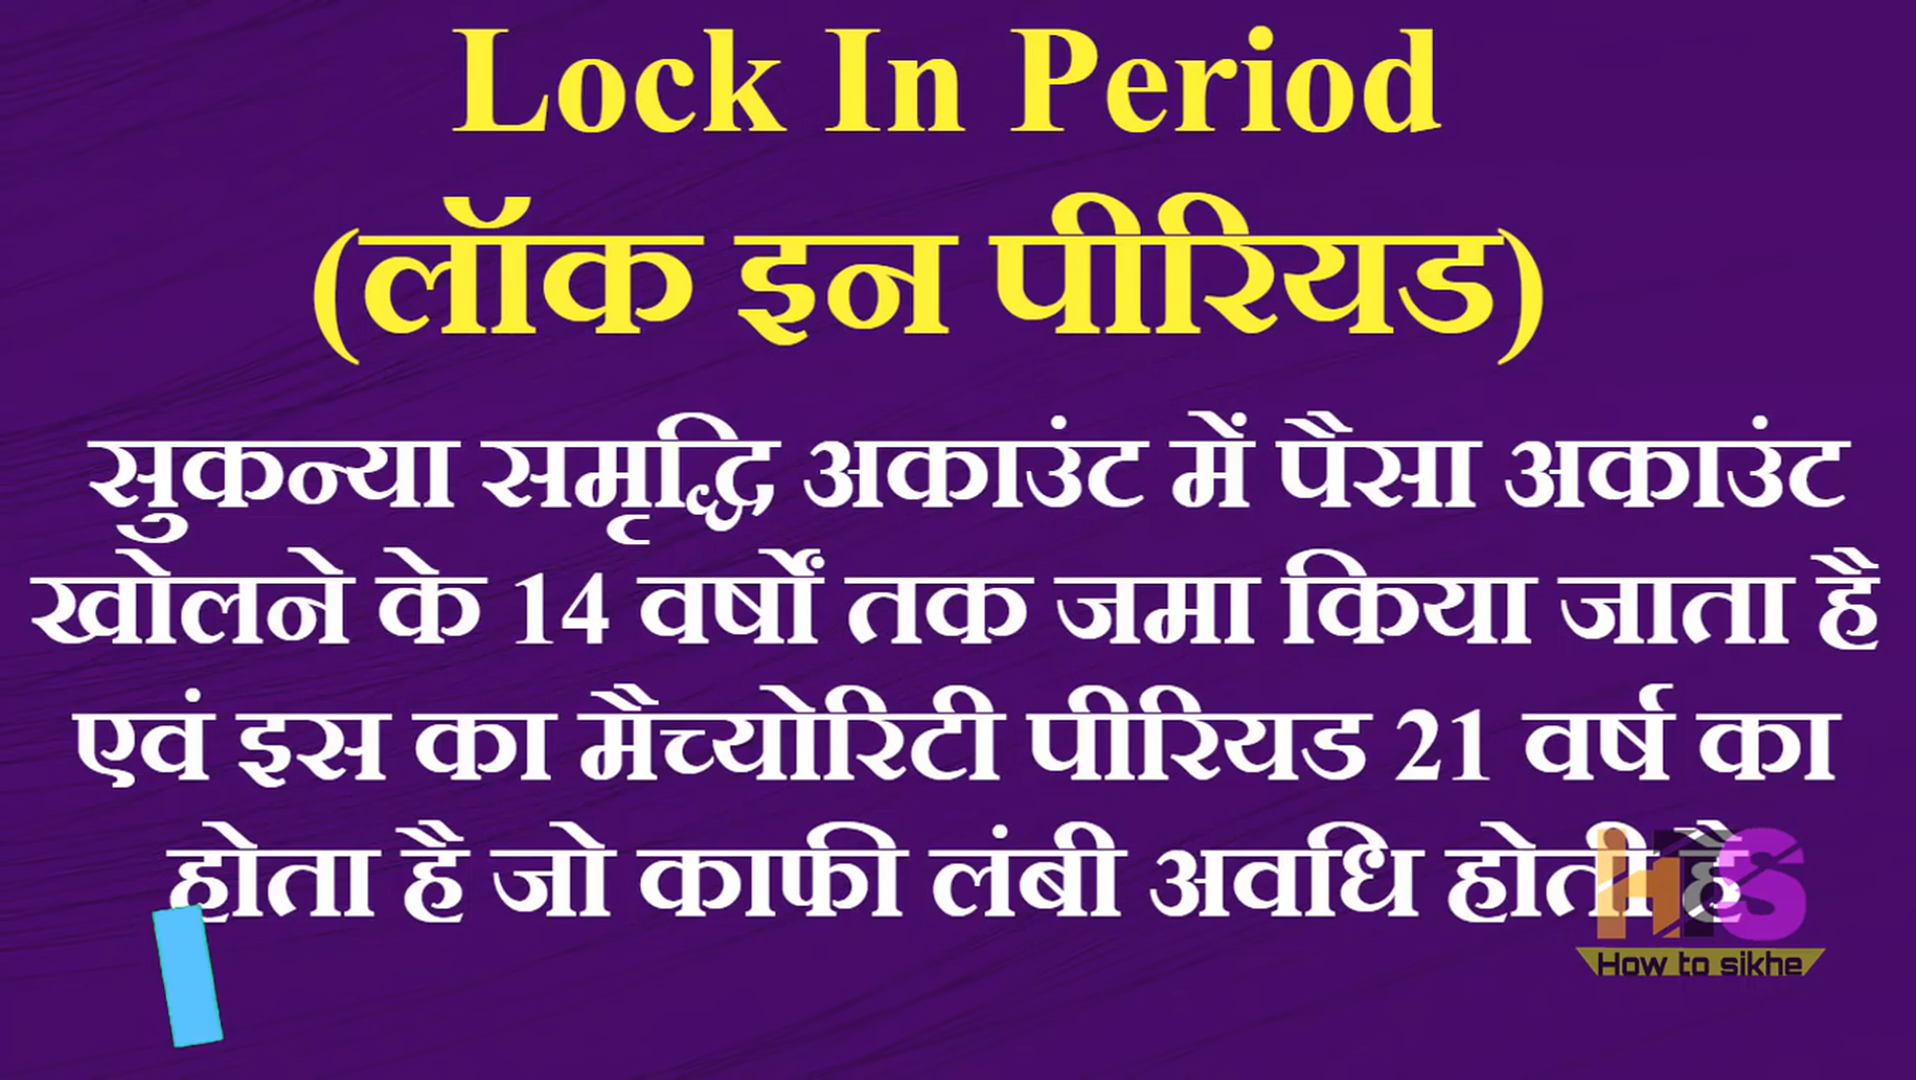 Lock In Period
(लॉक इन पीरियड)
सुकन्या समृद्धि अकाउंट में पैसा अकाउंट
खोलने के 14 वर्षों तक जमा किया जाता है
एवं इस का मैच्योरिटी पीरियड 21 वर्ष का
होता है जो काफी लंबी अवधि होती है
HTS
How to sikhe